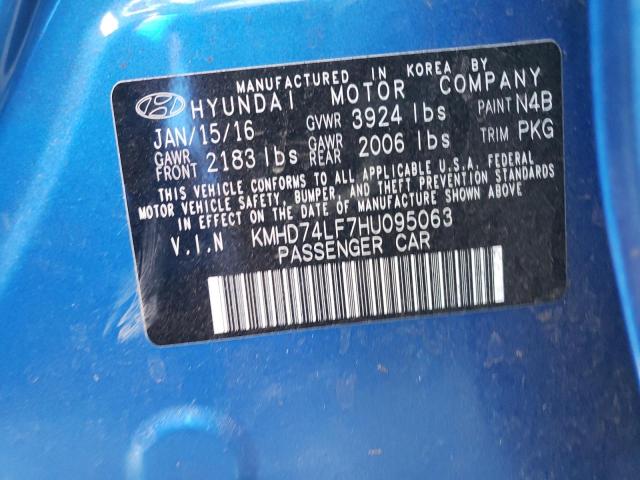 MANUFACTURED IN KOREA BY
HYUNDAI MOTOR COMPANY
JAN/15/16 GVWR 3924 lbs PAINT N4B
GAWR FRONT 2183 lbs GAWR REAR 2006 lbs TRIM PKG
THIS VEHICLE CONFORMS TO ALL APPLICABLE U.S.A. FEDERAL
MOTOR VEHICLE SAFETY, BUMPER, AND THEFT PREVENTION STANDARDS
IN EFFECT ON THE DATE OF MANUFACTURE SHOWN ABOVE
V.I.N KMHD74LF7HU095063
PASSENGER CAR